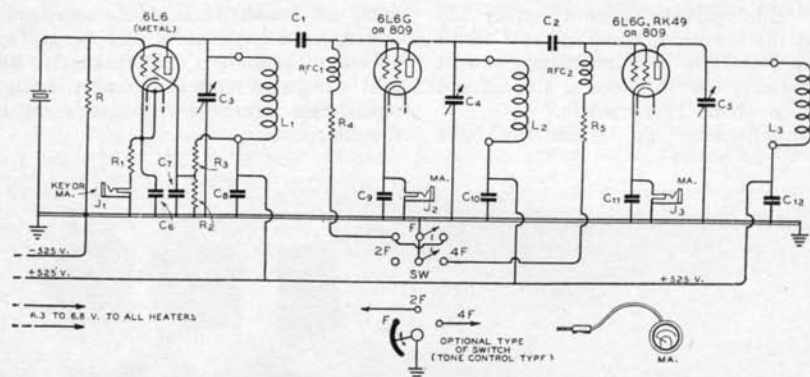 6L6
(METAL)
C1
6L6G
OR 809
C2
6L6G, RK49
OR 809
RFC1
RFC2
C3
C4
C5
L1
L2
L3
R
R4
R5
R1
C7
R3
C8
KEY OR
MA.
J1
C6
R2
C9
MA.
J2
C10
C11
MA.
J3
C12
F
-525 V.
2F
4F
+525 V.
SW
+525 V.
2F
6.3 TO 6.8 V. TO ALL HEATERS
F
4F
OPTIONAL TYPE
OF SWITCH
(TONE CONTROL TYPE)
MA.